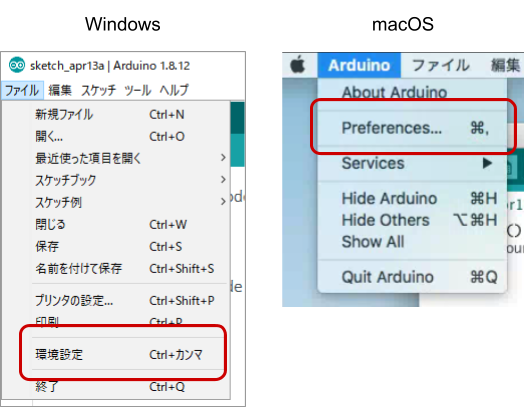 Windows
sketch_apr13a | Arduino 1.8.12
ファイル 編集 スケッチ ツール ヘルプ
新規ファイル Ctrl+N
開く... Ctrl+O
最近使った項目を開く
スケッチブック
スケッチ例
閉じる Ctrl+W
保存 Ctrl+S
名前を付けて保存 Ctrl+Shift+S
プリンタの設定... Ctrl+Shift+P
印刷 Ctrl+P
環境設定 Ctrl+カンマ
終了 Ctrl+Q
macOS
Arduino ファイル 編集
About Arduino
Preferences... ⌘,
Services ▶
Hide Arduino ⌘H
Hide Others ⌥⌘H
Show All
Quit Arduino ⌘Q